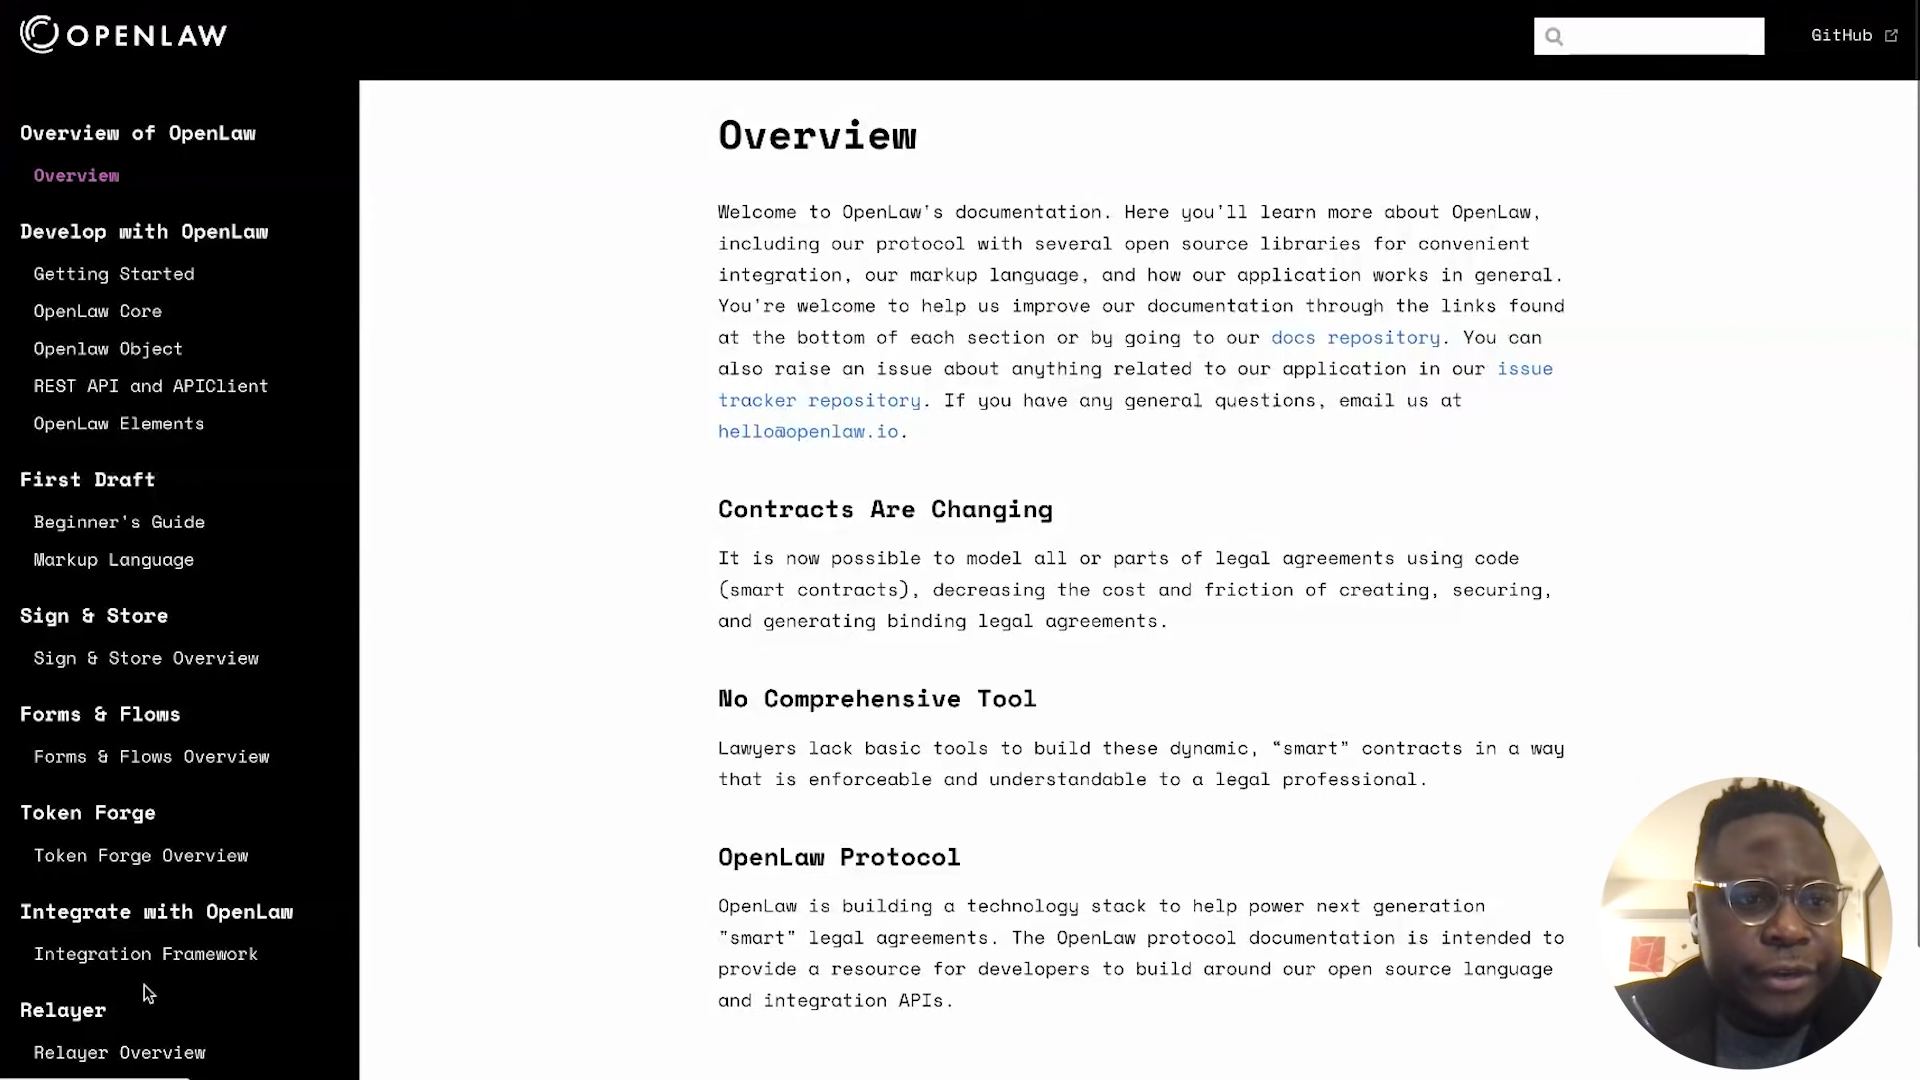 OPENLAW
GitHub
Overview of OpenLaw
Overview
Develop with OpenLaw
Getting Started
OpenLaw Core
Openlaw Object
REST API and APIClient
OpenLaw Elements
First Draft
Beginner's Guide
Markup Language
Sign & Store
Sign & Store Overview
Forms & Flows
Forms & Flows Overview
Token Forge
Token Forge Overview
Integrate with OpenLaw
Integration Framework
Relayer
Relayer Overview
Overview
Welcome to OpenLaw's documentation. Here you'll learn more about OpenLaw,
including our protocol with several open source libraries for convenient
integration, our markup language, and how our application works in general.
You're welcome to help us improve our documentation through the links found
at the bottom of each section or by going to our docs repository. You can
also raise an issue about anything related to our application in our issue
tracker repository. If you have any general questions, email us at
hello@openlaw.io.
Contracts Are Changing
It is now possible to model all or parts of legal agreements using code
(smart contracts), decreasing the cost and friction of creating, securing,
and generating binding legal agreements.
No Comprehensive Tool
Lawyers lack basic tools to build these dynamic, “smart” contracts in a way
that is enforceable and understandable to a legal professional.
OpenLaw Protocol
OpenLaw is building a technology stack to help power next generation
"smart" legal agreements. The OpenLaw protocol documentation is intended to
provide a resource for developers to build around our open source language
and integration APIs.